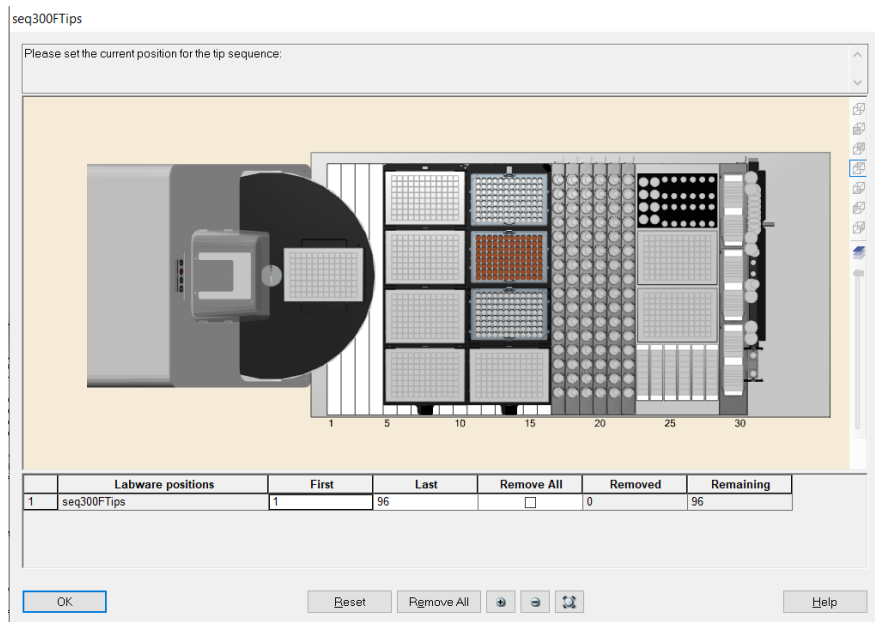 seq300FTips
Please set the current position for the tip sequence:
1 5 10 15 20 25 30
Labware positions First Last Remove All Removed Remaining
1 seq300FTips 1 96 0 96
OK Reset Remove All Help